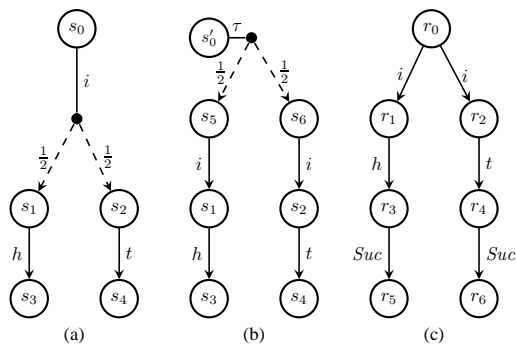 s0 s′0 τ r0
i 1/2 1/2 i i
1/2 1/2 s5 s6 r1 r2
i i h t
s1 s2 s1 s2 r3 r4
h t h t Suc Suc
s3 s4 s3 s4 r5 r6
(a) (b) (c)